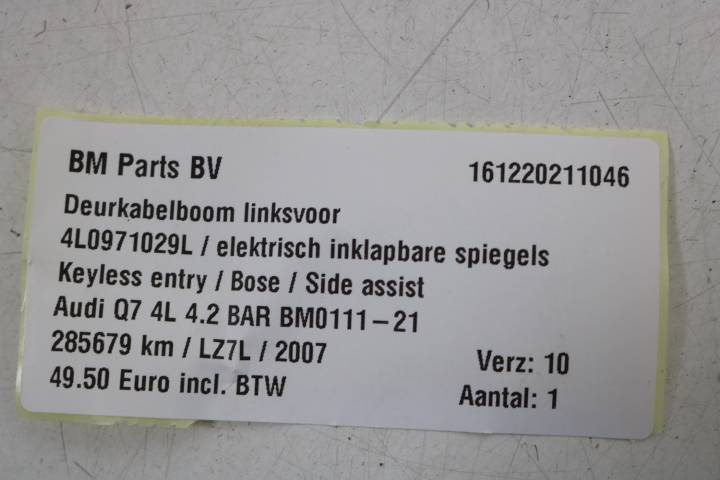 BM Parts BV 161220211046
Deurkabelboom linksvoor
4L0971029L / elektrisch inklapbare spiegels
Keyless entry / Bose / Side assist
Audi Q7 4L 4.2 BAR BM0111-21
285679 km / LZ7L / 2007 Verz: 10
49.50 Euro incl. BTW Aantal: 1